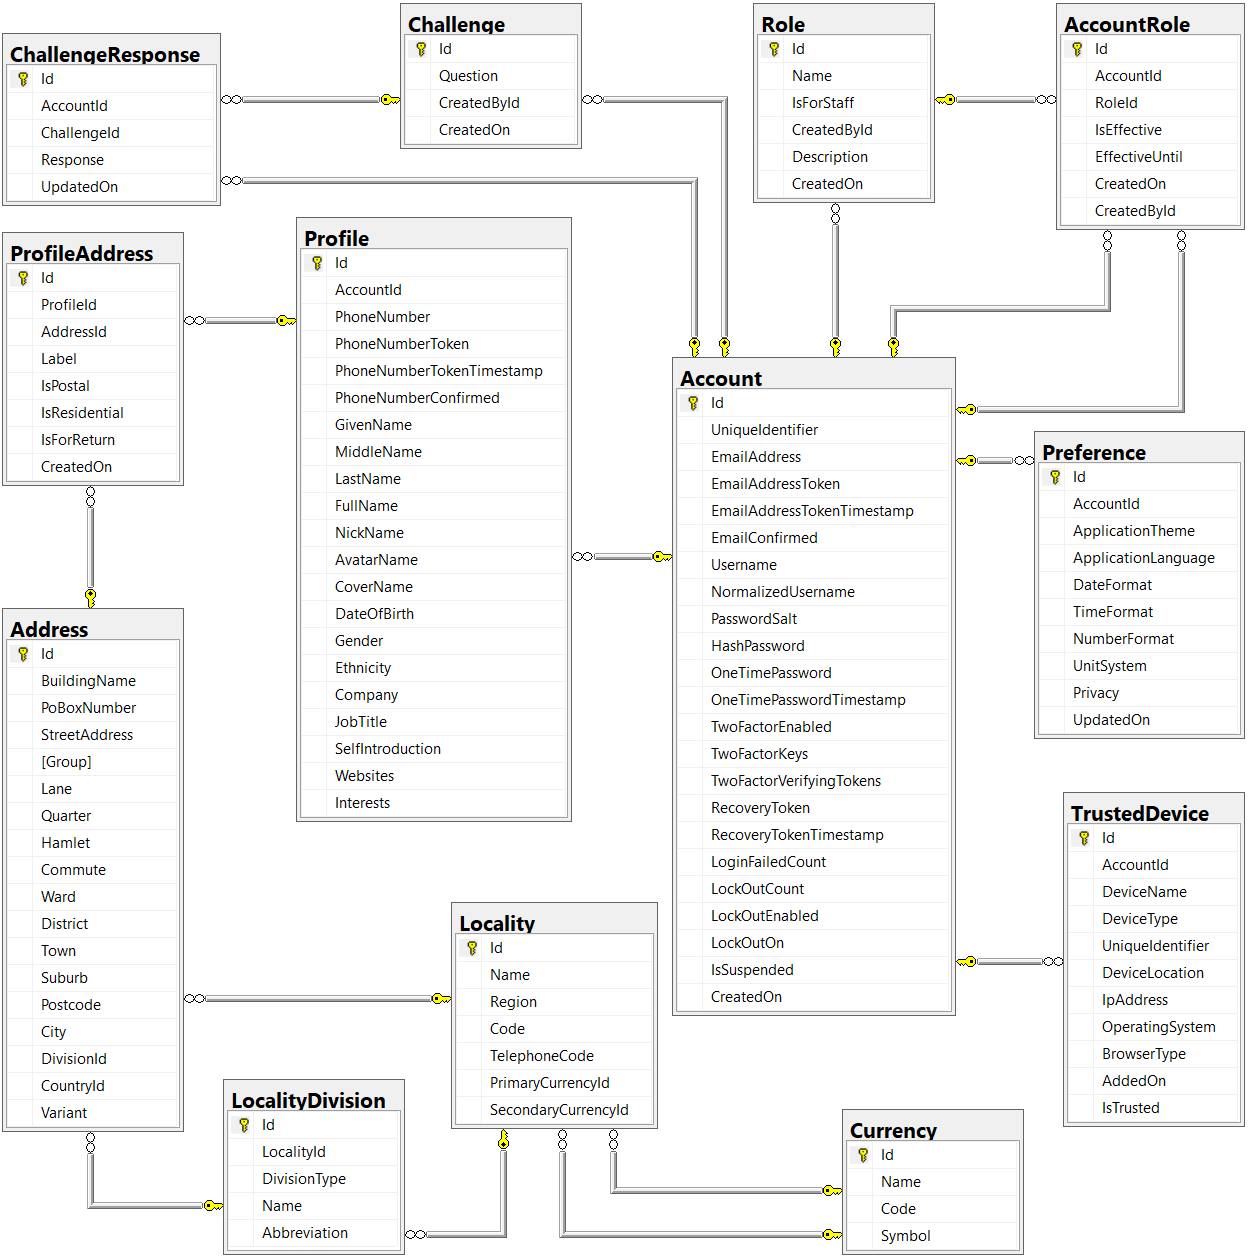 ChallengeResponse
Id
AccountId
ChallengeId
Response
UpdatedOn
Challenge
Id
Question
CreatedById
CreatedOn
Role
Id
Name
IsForStaff
CreatedById
Description
CreatedOn
AccountRole
Id
AccountId
RoleId
IsEffective
EffectiveUntil
CreatedOn
CreatedById
ProfileAddress
Id
ProfileId
AddressId
Label
IsPostal
IsResidential
IsForReturn
CreatedOn
Profile
Id
AccountId
PhoneNumber
PhoneNumberToken
PhoneNumberTokenTimestamp
PhoneNumberConfirmed
GivenName
MiddleName
LastName
FullName
NickName
AvatarName
CoverName
DateOfBirth
Gender
Ethnicity
Company
JobTitle
SelfIntroduction
Websites
Interests
Account
Id
UniqueIdentifier
EmailAddress
EmailAddressToken
EmailAddressTokenTimestamp
EmailConfirmed
Username
NormalizedUsername
PasswordSalt
HashPassword
OneTimePassword
OneTimePasswordTimestamp
TwoFactorEnabled
TwoFactorKeys
TwoFactorVerifyingTokens
RecoveryToken
RecoveryTokenTimestamp
LoginFailedCount
LockOutCount
LockOutEnabled
LockOutOn
IsSuspended
CreatedOn
Preference
Id
AccountId
ApplicationTheme
ApplicationLanguage
DateFormat
TimeFormat
NumberFormat
UnitSystem
Privacy
UpdatedOn
Address
Id
BuildingName
PoBoxNumber
StreetAddress
[Group]
Lane
Quarter
Hamlet
Commute
Ward
District
Town
Suburb
Postcode
City
DivisionId
CountryId
Variant
TrustedDevice
Id
AccountId
DeviceName
DeviceType
UniqueIdentifier
DeviceLocation
IpAddress
OperatingSystem
BrowserType
AddedOn
IsTrusted
Locality
Id
Name
Region
Code
TelephoneCode
PrimaryCurrencyId
SecondaryCurrencyId
LocalityDivision
Id
LocalityId
DivisionType
Name
Abbreviation
Currency
Id
Name
Code
Symbol